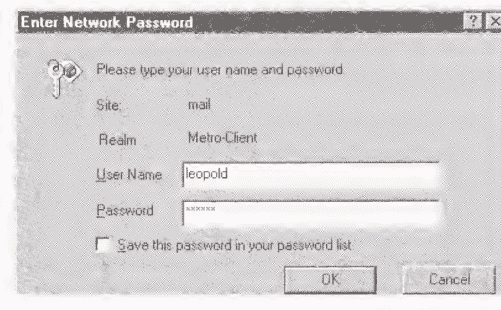 Enter Network Password ? ×
Please type your user name and password.
Site: mail
Realm Metro-Client
User Name leopold
Password xxxxxx
Save this password in your password list
OK Cancel